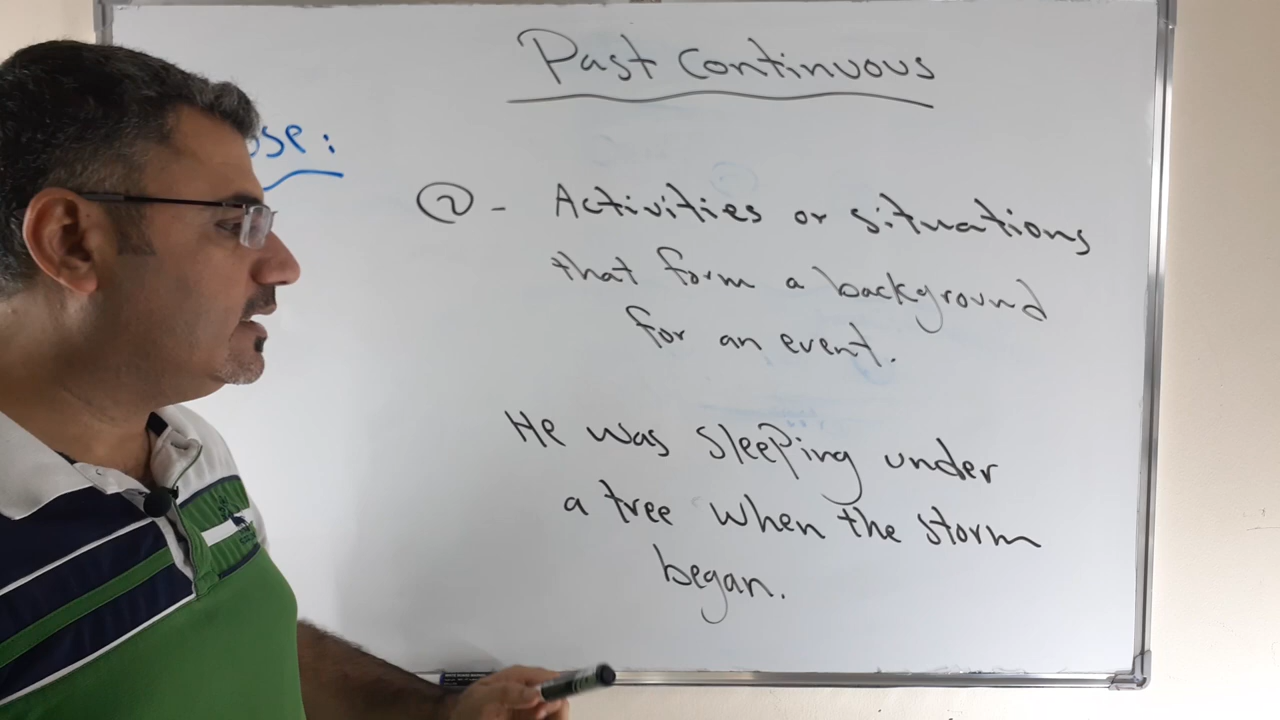 Past Continuous
② - Activities or situations
that form a background
for an event.
He was sleeping under
a tree when the storm
began.